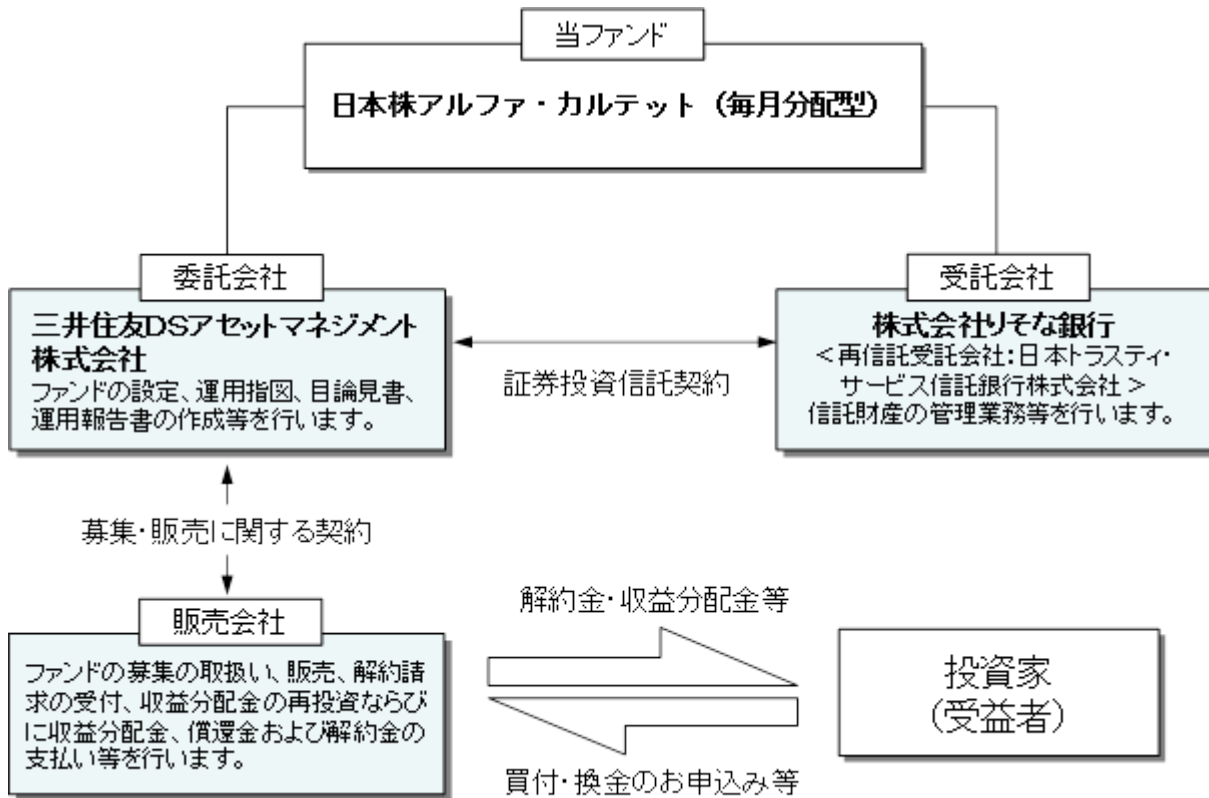 当ファンド
日本株アルファ・カルテット（毎月分配型）
委託会社
三井住友DSアセットマネジメント
株式会社
ファンドの設定、運用指図、目論見書、
運用報告書の作成等を行います。
証券投資信託契約
受託会社
株式会社りそな銀行
＜再信託受託会社：日本トラスティ・
サービス信託銀行株式会社＞
信託財産の管理業務等を行います。
募集・販売に関する契約
販売会社
ファンドの募集の取扱い、販売、解約請
求の受付、収益分配金の再投資ならび
に収益分配金、償還金および解約金の
支払い等を行います。
解約金・収益分配金等
買付・換金のお申込み等
投資家
（受益者）